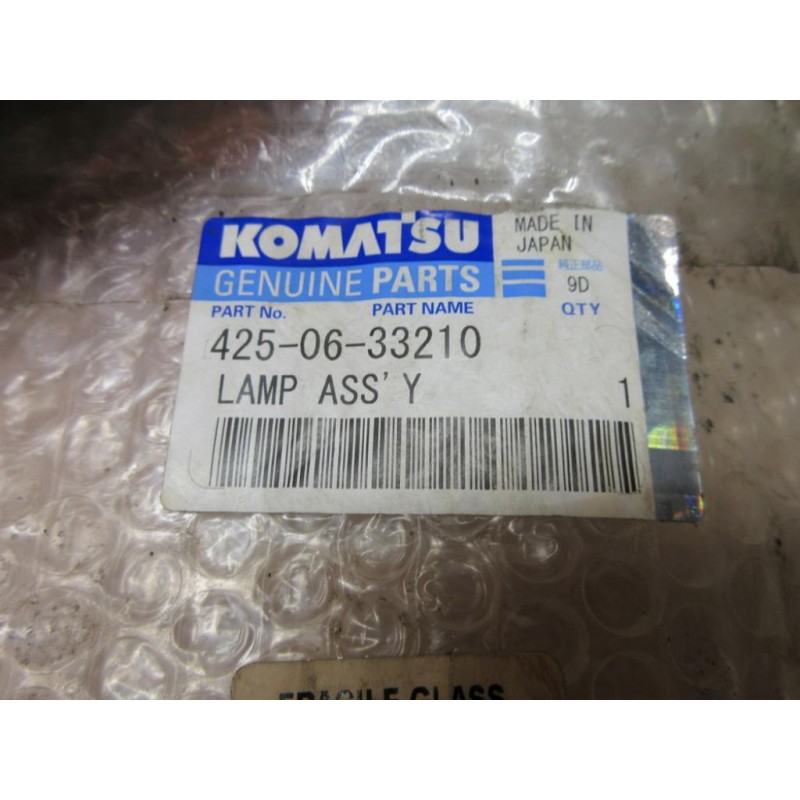 KOMATSU
MADE IN
JAPAN
GENUINE PARTS
純正部品
9D
PART No.
PART NAME
QTY
425-06-33210
LAMP ASS'Y
1
FRAGILE GLASS